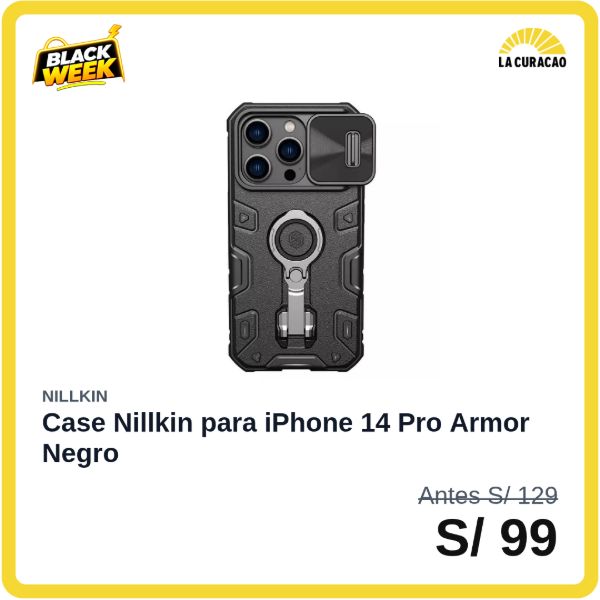 BLACK
WEEK
LA CURACAO
NILLKIN
Case Nillkin para iPhone 14 Pro Armor
Negro
Antes S/ 129
S/ 99